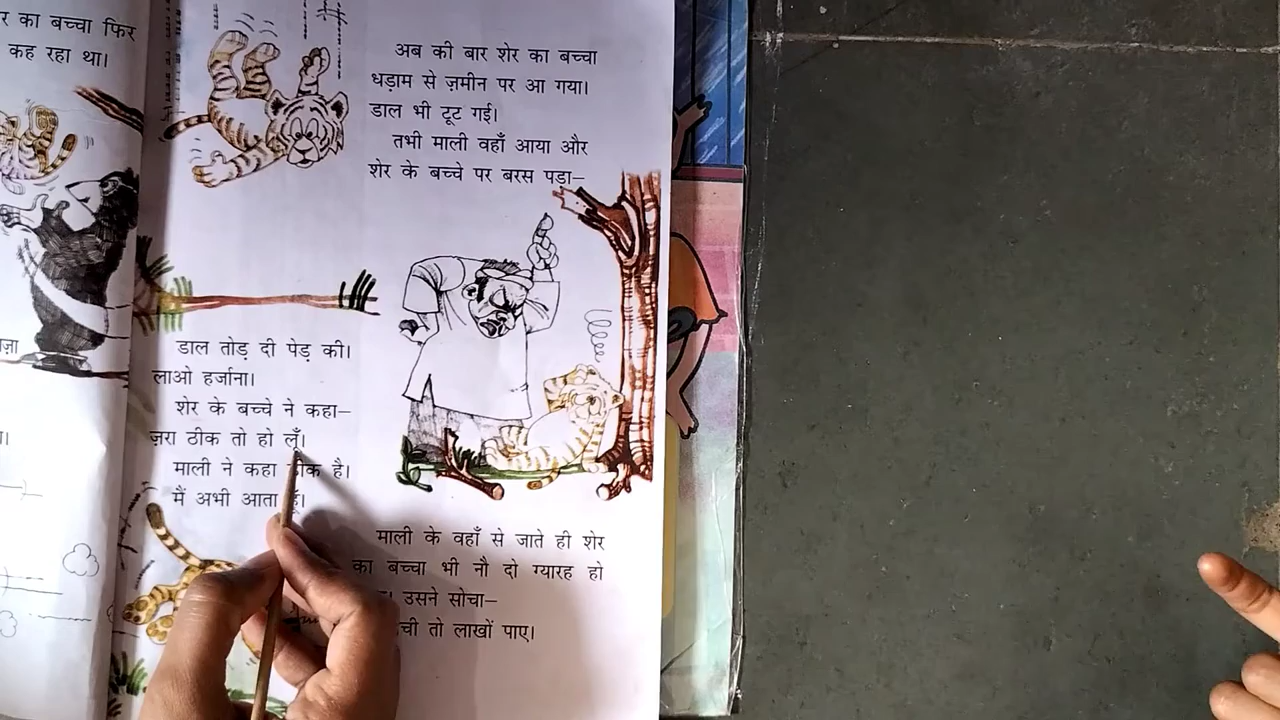 का बच्चा फिर
कह रहा था।
अब की बार शेर का बच्चा
धड़ाम से ज़मीन पर आ गया।
डाल भी टूट गई।
तभी माली वहाँ आया और
शेर के बच्चे पर बरस पड़ा–
डाल तोड़ दी पेड़ की।
लाओ हर्जाना।
शेर के बच्चे ने कहा–
ज़रा ठीक तो हो लूँ।
माली ने कहा है।
मैं अभी आता
माली के वहाँ से जाते ही शेर
का बच्चा भी नौ दो ग्यारह हो
उसने सोचा–
तो लाखों पाए।